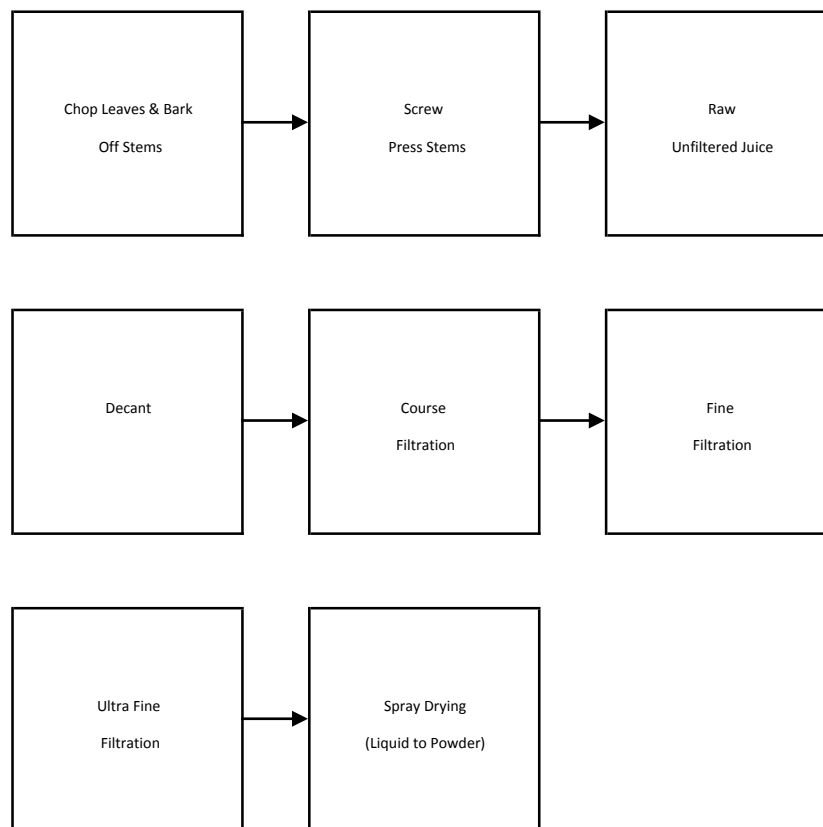 Chop Leaves & Bark
Off Stems
Screw
Press Stems
Raw
Unfiltered Juice
Decant
Course
Filtration
Fine
Filtration
Ultra Fine
Filtration
Spray Drying
(Liquid to Powder)